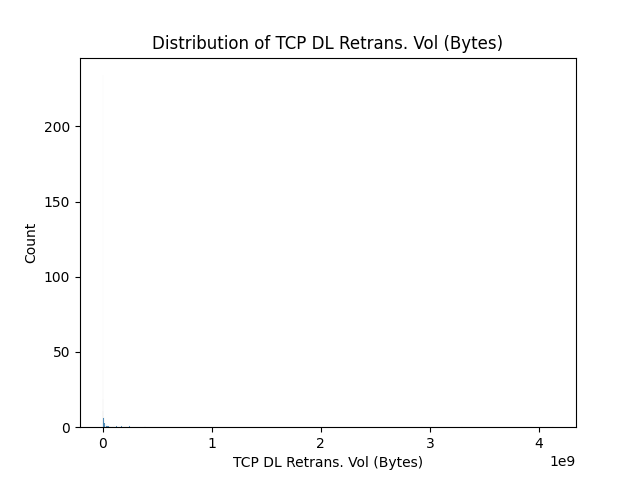 Distribution of TCP DL Retrans. Vol (Bytes)
200
150
100
50
0
Count
0 1 2 3 4
1e9
TCP DL Retrans. Vol (Bytes)